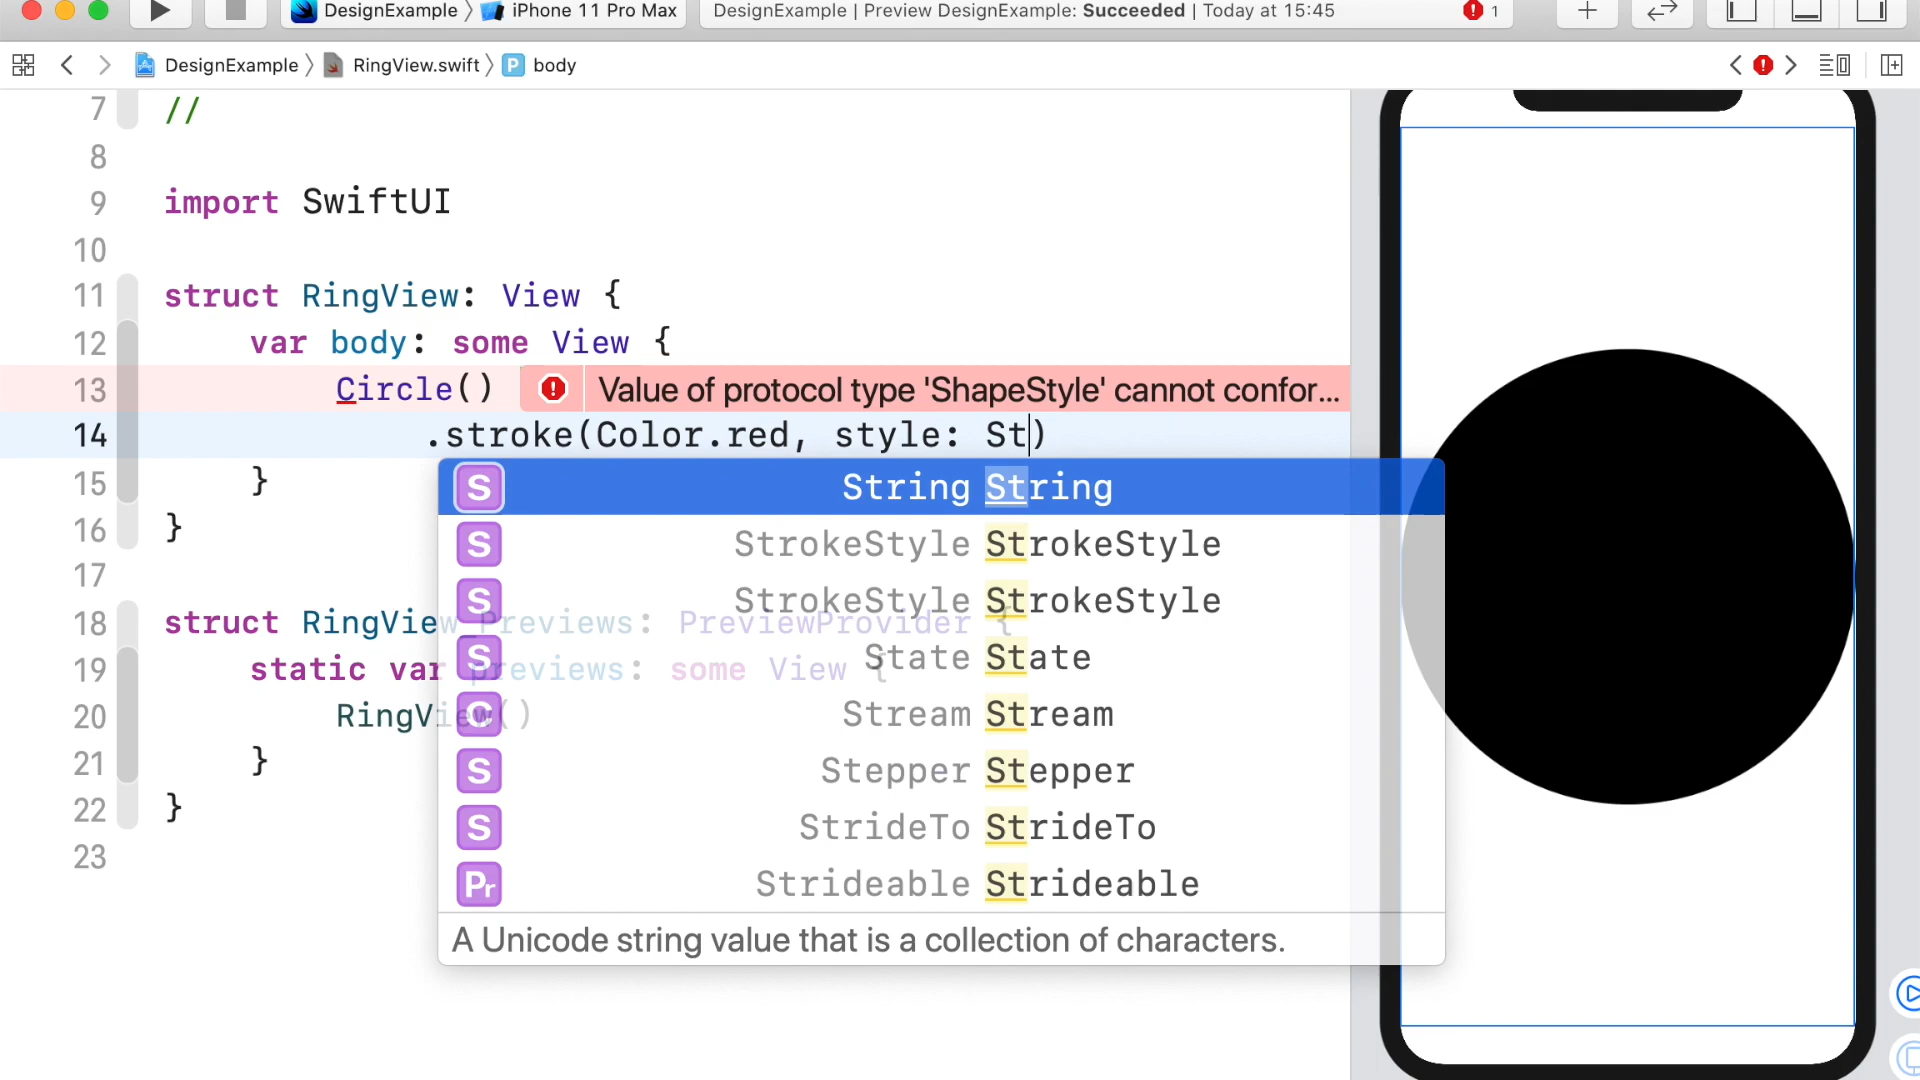 DesignExample 〉 iPhone 11 Pro Max
DesignExample | Preview DesignExample: Succeeded | Today at 15:45
1
DesignExample 〉 RingView.swift 〉 P body
7 //
8
9 import SwiftUI
10
11 struct RingView: View {
12 var body: some View {
13 Circle() Value of protocol type 'ShapeStyle' cannot confor...
14 .stroke(Color.red, style: St)
15 }
16 }
17
18 struct RingView_Previews: PreviewProvider {
19 static var previews: some View {
20 RingView()
21 }
22 }
23
S String String
S StrokeStyle StrokeStyle
S StrokeStyle StrokeStyle
S State State
C Stream Stream
S Stepper Stepper
S StrideTo StrideTo
Pr Strideable Strideable
A Unicode string value that is a collection of characters.